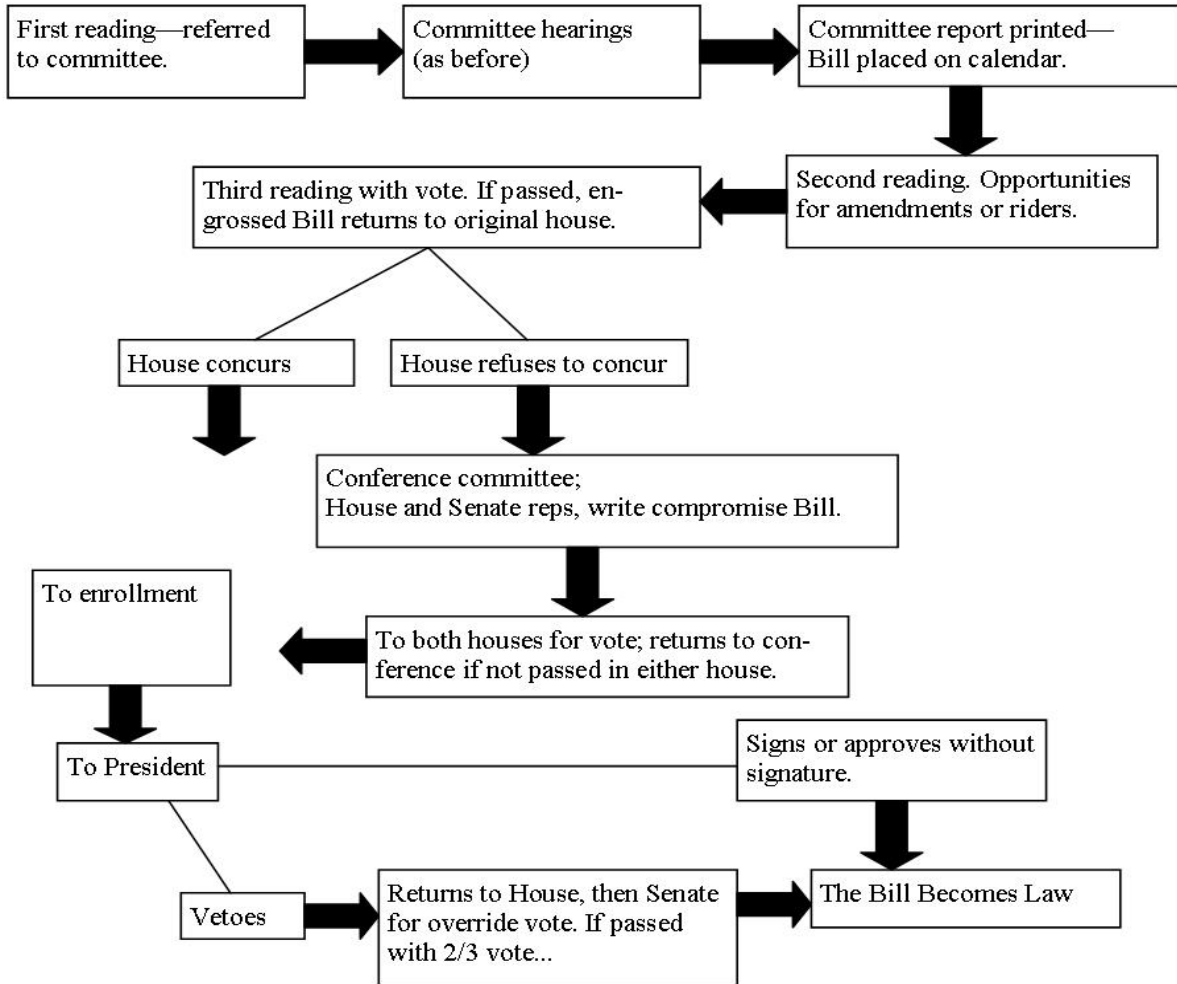 First reading—referred
to committee.
Committee hearings
(as before)
Committee report printed—
Bill placed on calendar.
Second reading. Opportunities
for amendments or riders.
Third reading with vote. If passed, en-
grossed Bill returns to original house.
House concurs
House refuses to concur
Conference committee;
House and Senate reps, write compromise Bill.
To both houses for vote; returns to con-
ference if not passed in either house.
To enrollment
To President
Signs or approves without
signature.
Vetoes
Returns to House, then Senate
for override vote. If passed
with 2/3 vote...
The Bill Becomes Law